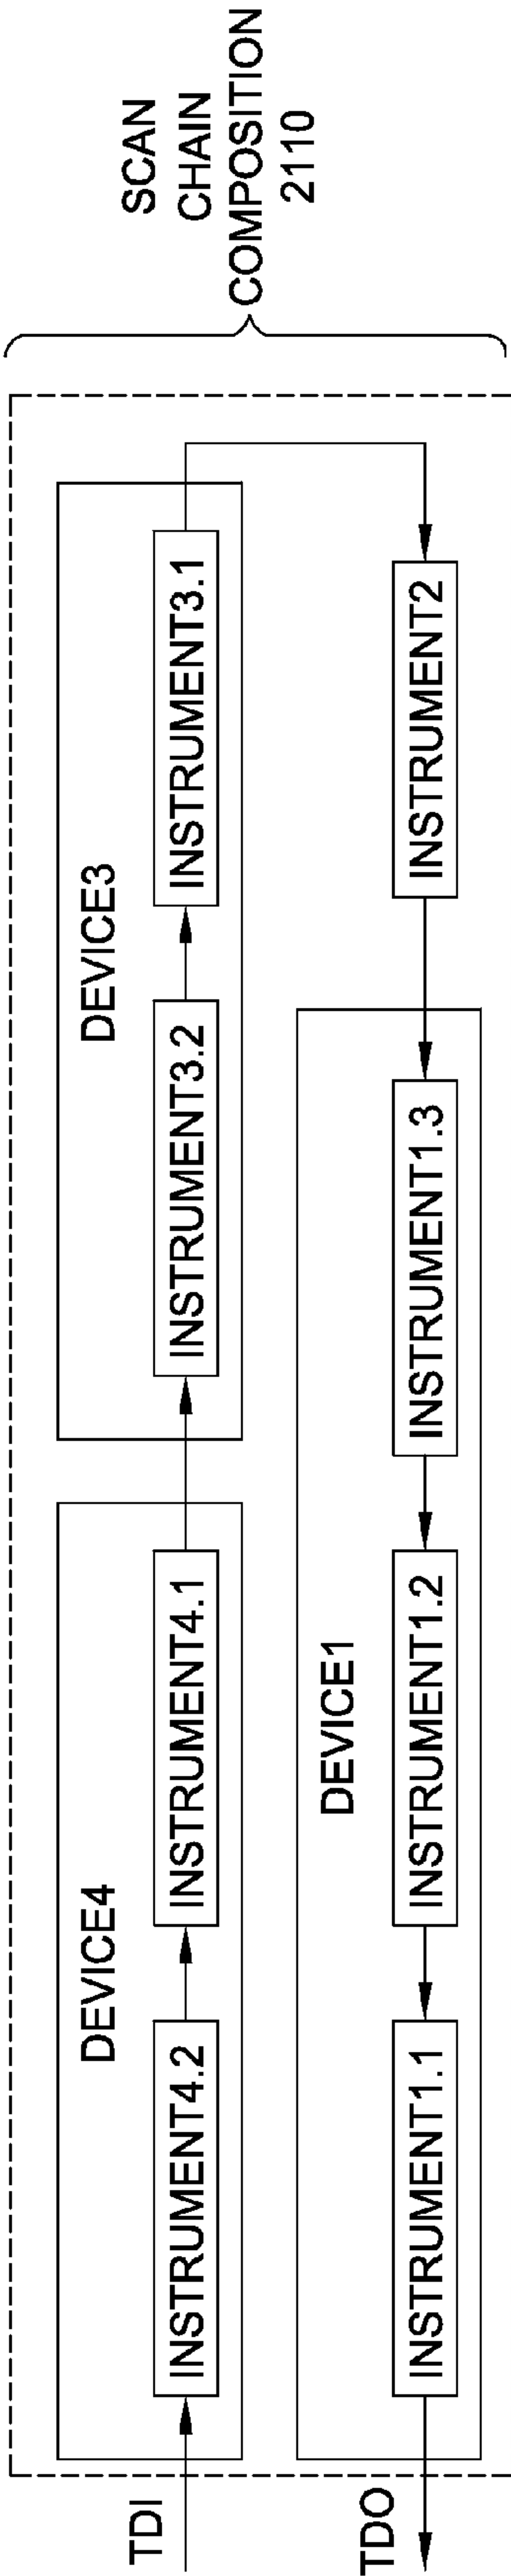 DEVICE4
DEVICE3
TDI
INSTRUMENT4.2
INSTRUMENT4.1
INSTRUMENT3.2
INSTRUMENT3.1
DEVICE1
TDO
INSTRUMENT1.1
INSTRUMENT1.2
INSTRUMENT1.3
INSTRUMENT2
SCAN
CHAIN
COMPOSITION
2110